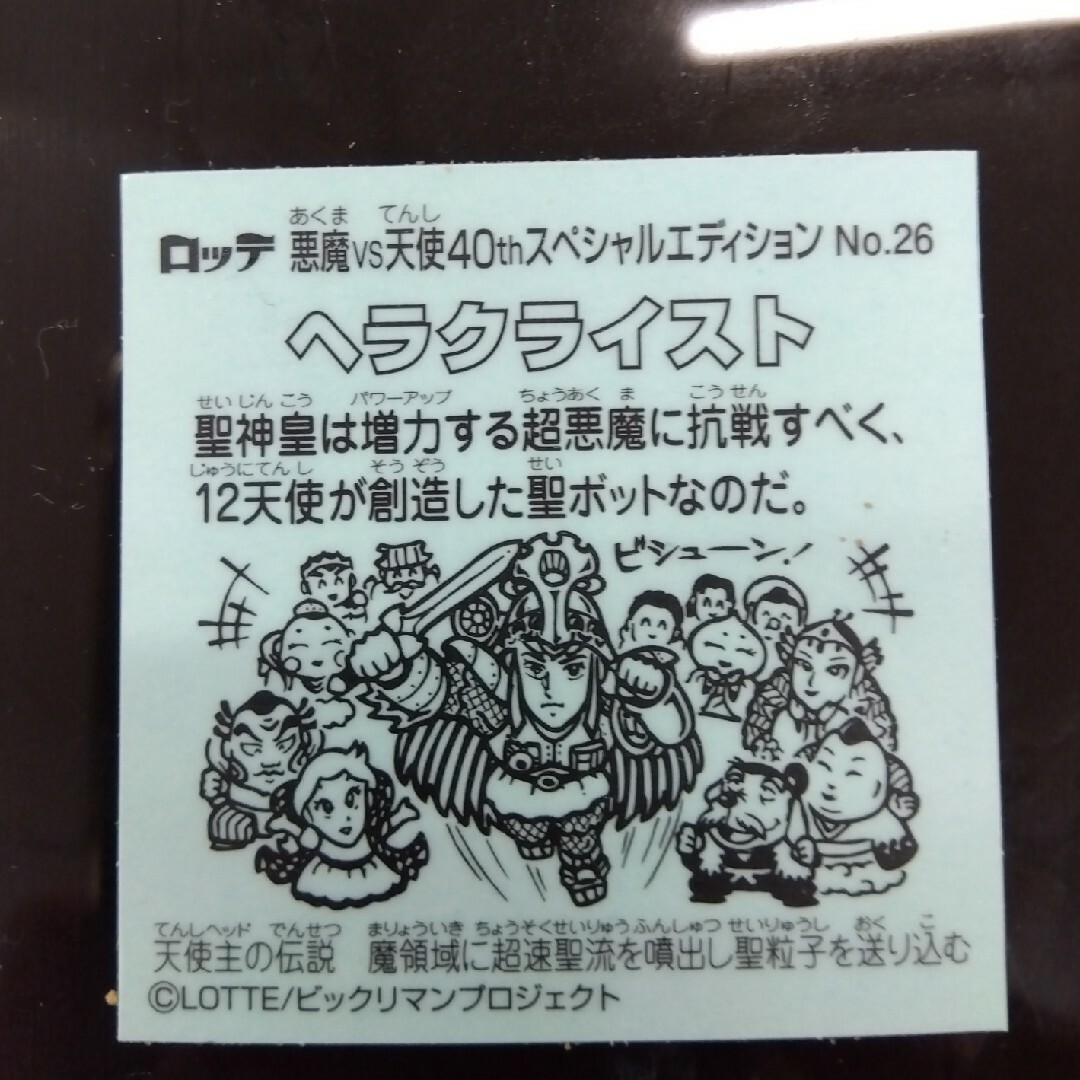 あくま てんし
ロッテ 悪魔VS天使40thスペシャルエディション No.26
ヘラクライスト
せいじんこう パワーアップ ちょうあくま こうせん
聖神皇は増力する超悪魔に抗戦すべく、
じゅうにてんし そうぞう せい
12天使が創造した聖ボットなのだ。
ビシューン!
てんしヘッド でんせつ まりょういき ちょうそくせいりゅう ふんしゅつ せいりゅうし おく こ
天使主の伝説 魔領域に超速聖流を噴出し聖粒子を送り込む
©LOTTE/ビックリマンプロジェクト